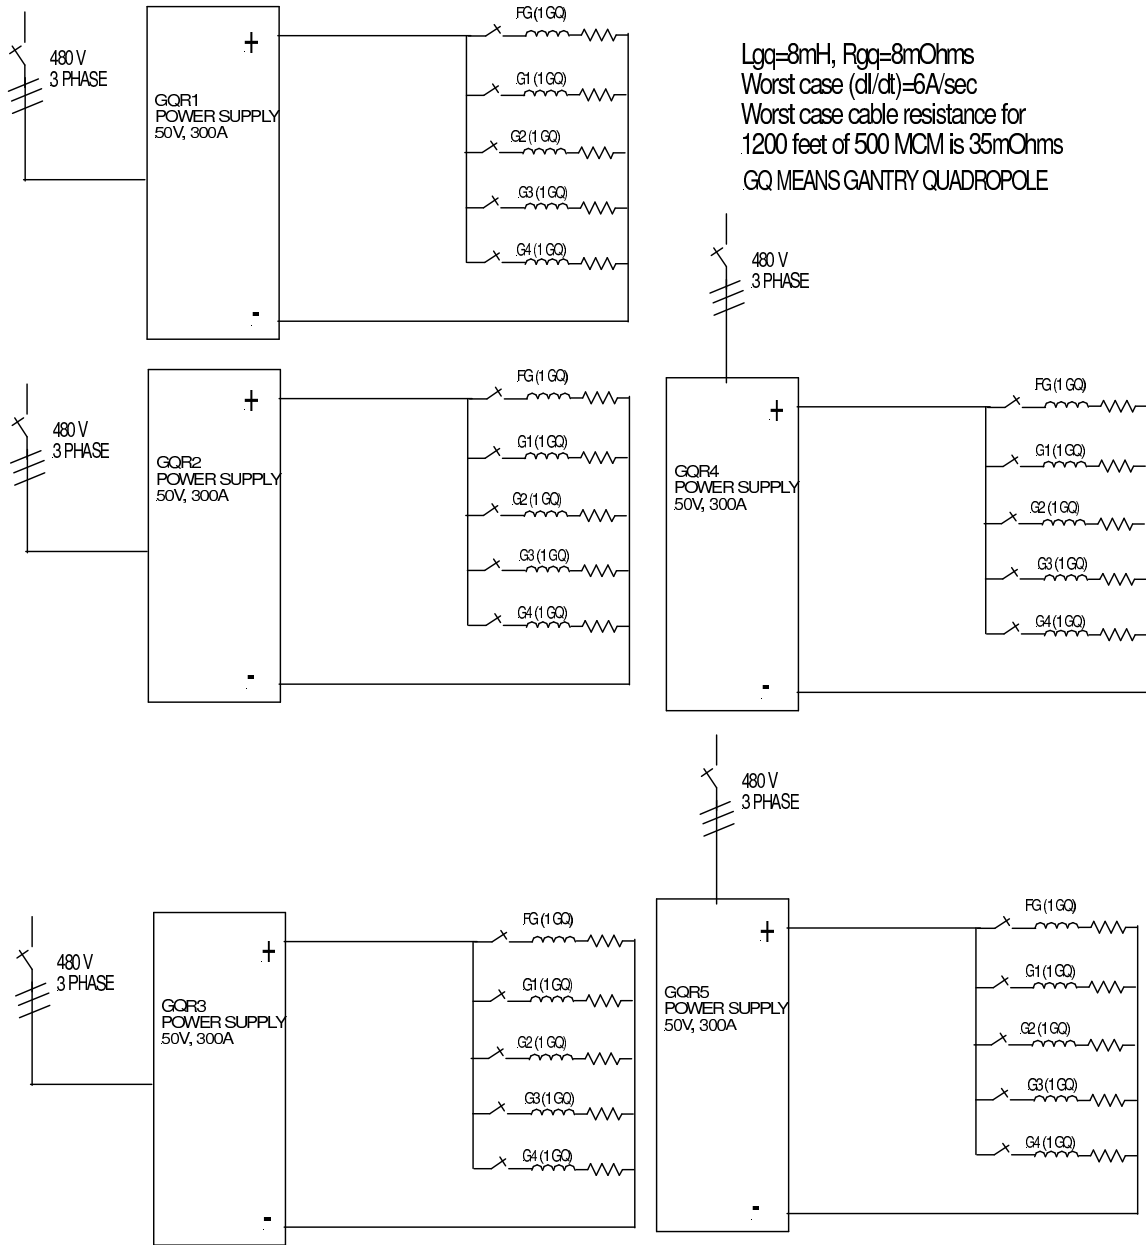 FG (1 GQ)
480 V
3 PHASE
+
G1 (1 GQ)
GQR1
POWER SUPPLY
50V, 300A
G2 (1 GQ)
G3 (1 GQ)
G4 (1 GQ)
-
Lgq=8mH, Rgq=8mOhms
Worst case (dI/dt)=6A/sec
Worst case cable resistance for
1200 feet of 500 MCM is 35mOhms
GQ MEANS GANTRY QUADROPOLE
480 V
3 PHASE
FG (1 GQ)
+
480 V
3 PHASE
G1 (1 GQ)
GQR2
POWER SUPPLY
50V, 300A
G2 (1 GQ)
G3 (1 GQ)
G4 (1 GQ)
-
FG (1 GQ)
+
G1 (1 GQ)
GQR4
POWER SUPPLY
50V, 300A
G2 (1 GQ)
G3 (1 GQ)
G4 (1 GQ)
-
480 V
3 PHASE
FG (1 GQ)
+
480 V
3 PHASE
G1 (1 GQ)
GQR3
POWER SUPPLY
50V, 300A
G2 (1 GQ)
G3 (1 GQ)
G4 (1 GQ)
-
FG (1 GQ)
+
G1 (1 GQ)
GQR5
POWER SUPPLY
50V, 300A
G2 (1 GQ)
G3 (1 GQ)
G4 (1 GQ)
-